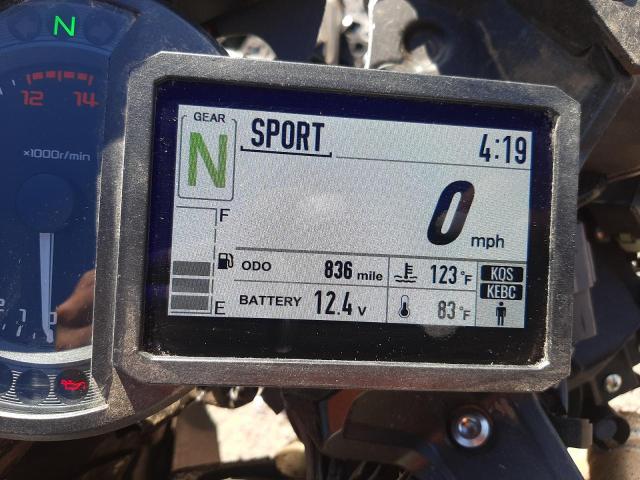 N
12 14
×1000r/min
GEAR
N
SPORT
4:19
0 mph
F
E
ODO 836 mile
123 °F
BATTERY 12.4 V
83 °F
KQS
KEBC